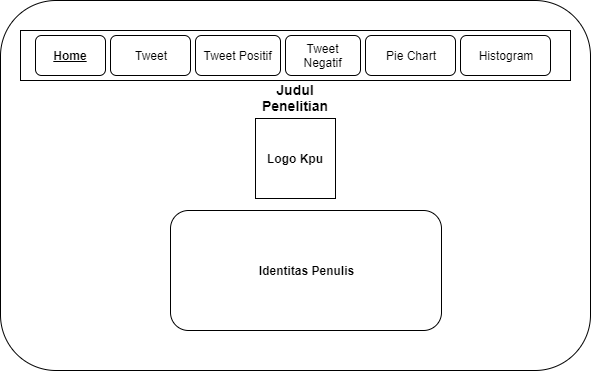 Home
Tweet
Tweet Positif
Tweet
Negatif
Pie Chart
Histogram
Judul
Penelitian
Logo Kpu
Identitas Penulis